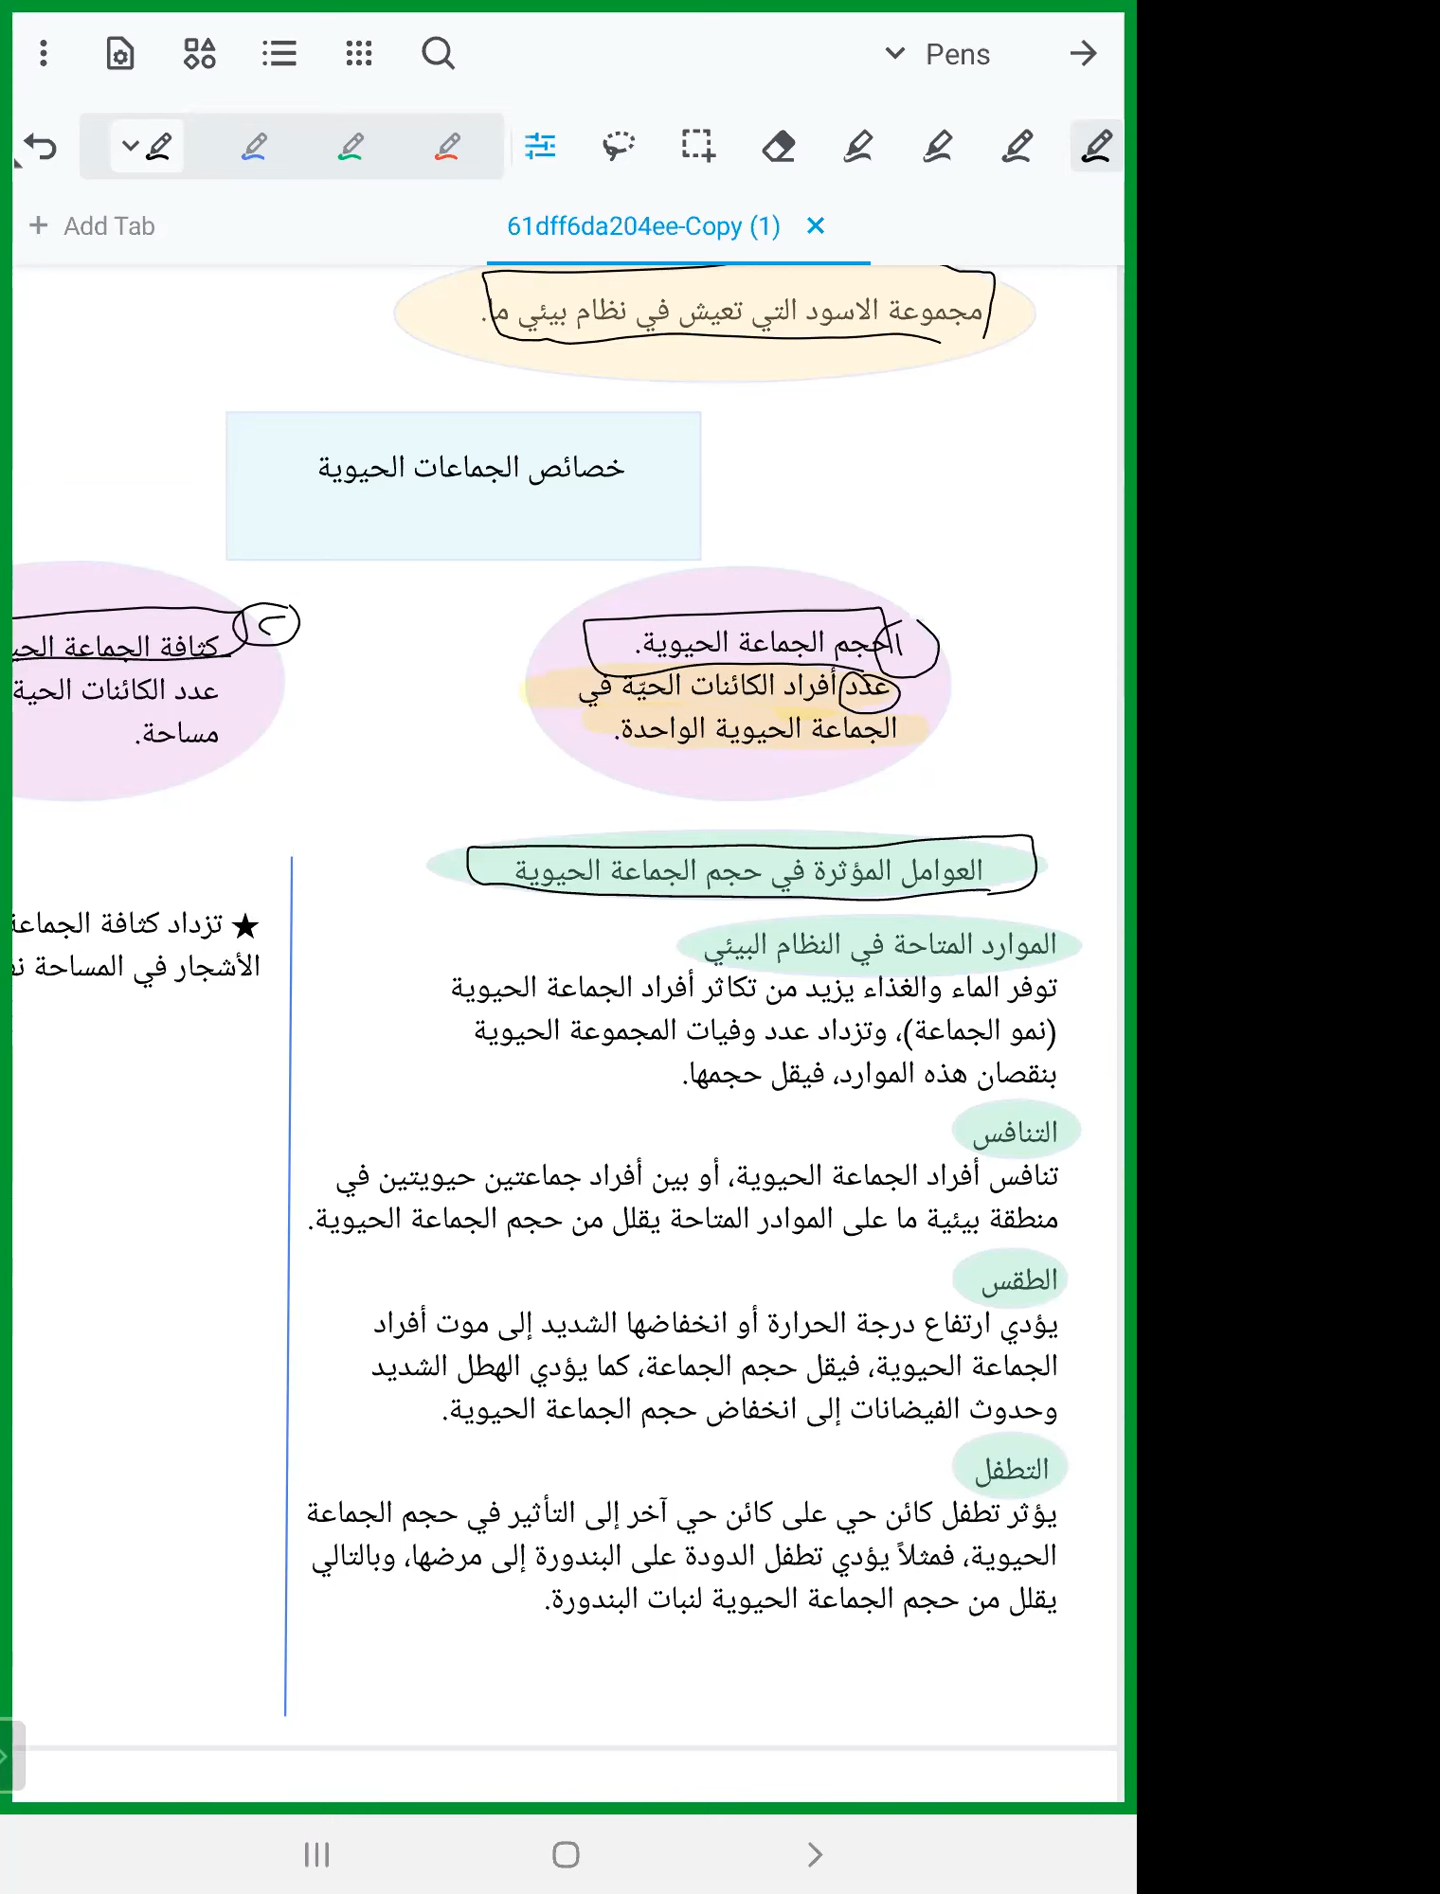 Pens
Add Tab
61dff6da204ee-Copy (1)
مجموعة الاسود التي تعيش في نظام بيئي ما.
خصائص الجماعات الحيوية
١
حجم الجماعة الحيوية.
عدد أفراد الكائنات الحيّة في
الجماعة الحيوية الواحدة.
٢
كثافة الجماعة
عدد الكائنات الحية
مساحة.
العوامل المؤثرة في حجم الجماعة الحيوية
الموارد المتاحة في النظام البيئي
توفر الماء والغذاء يزيد من تكاثر أفراد الجماعة الحيوية
(نمو الجماعة)، وتزداد عدد وفيات المجموعة الحيوية
بنقصان هذه الموارد، فيقل حجمها.
التنافس
تنافس أفراد الجماعة الحيوية، أو بين أفراد جماعتين حيويتين في
منطقة بيئية ما على الموادر المتاحة يقلل من حجم الجماعة الحيوية.
الطقس
يؤدي ارتفاع درجة الحرارة أو انخفاضها الشديد إلى موت أفراد
الجماعة الحيوية، فيقل حجم الجماعة، كما يؤدي الهطل الشديد
وحدوث الفيضانات إلى انخفاض حجم الجماعة الحيوية.
التطفل
يؤثر تطفل كائن حي على كائن حي آخر إلى التأثير في حجم الجماعة
الحيوية، فمثلاً يؤدي تطفل الدودة على البندورة إلى مرضها، وبالتالي
يقلل من حجم الجماعة الحيوية لنبات البندورة.
★ تزداد كثافة الجماعة
الأشجار في المساحة